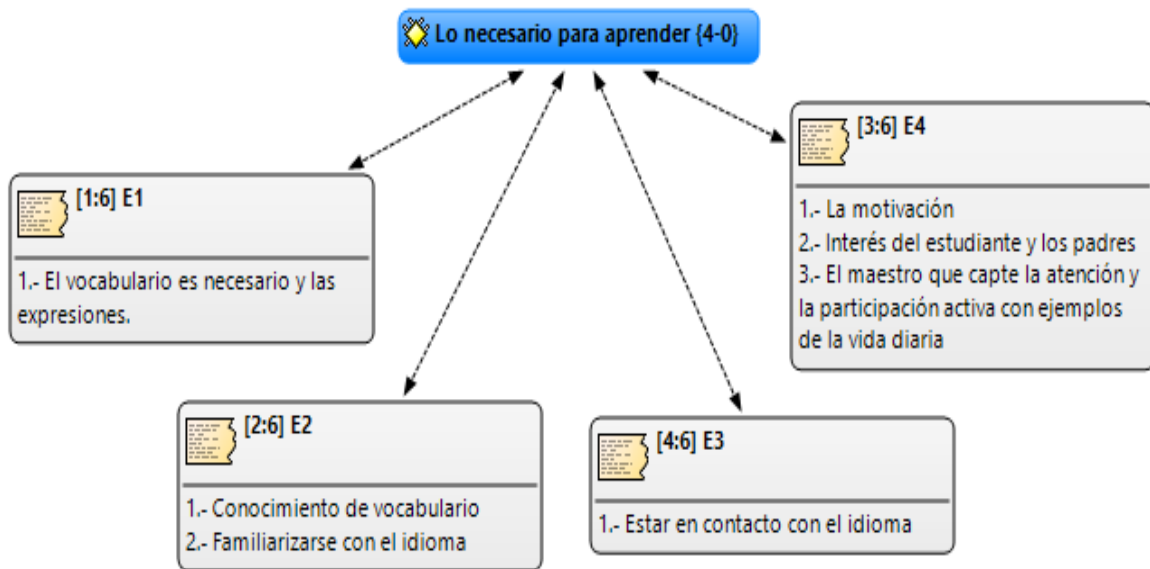 Lo necesario para aprender {4-0}
[1:6] E1
1.- El vocabulario es necesario y las
expresiones.
[2:6] E2
1.- Conocimiento de vocabulario
2.- Familiarizarse con el idioma
[4:6] E3
1.- Estar en contacto con el idioma
[3:6] E4
1.- La motivación
2.- Interés del estudiante y los padres
3.- El maestro que capte la atención y
la participación activa con ejemplos
de la vida diaria